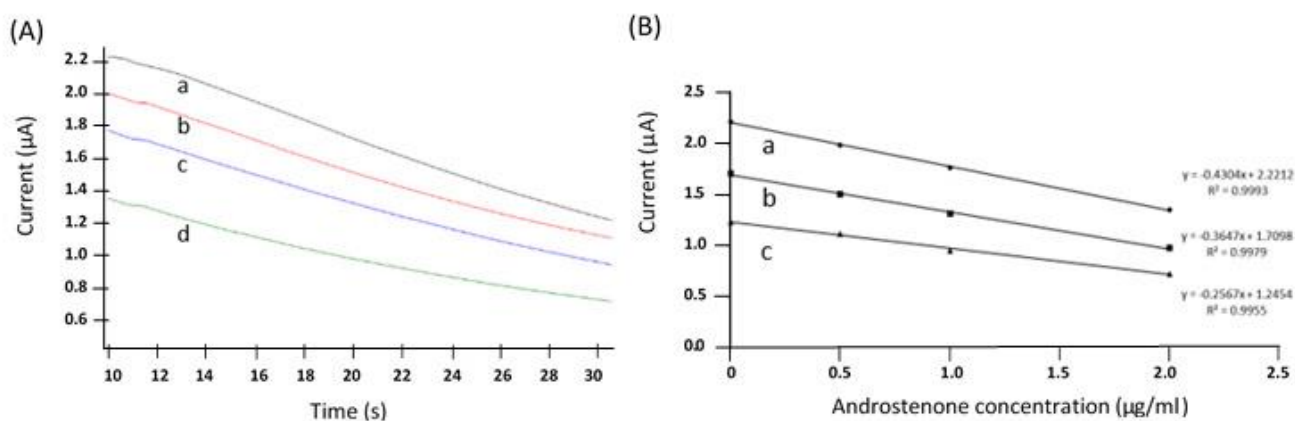 (A)
Current (µA)
2.2
2.0
1.8
1.6
1.4
1.2
1.0
0.8
0.6
a
b
c
d
10 12 14 16 18 20 22 24 26 28 30
Time (s)
(B)
Current (µA)
2.5
2.0
1.5
1.0
0.5
0.0
a
b
c
y = -0.4304x + 2.2212
R² = 0.9993
y = -0.3647x + 1.7098
R² = 0.9979
y = -0.2567x + 1.2454
R² = 0.9955
0 0.5 1.0 1.5 2.0 2.5
Androstenone concentration (µg/ml)